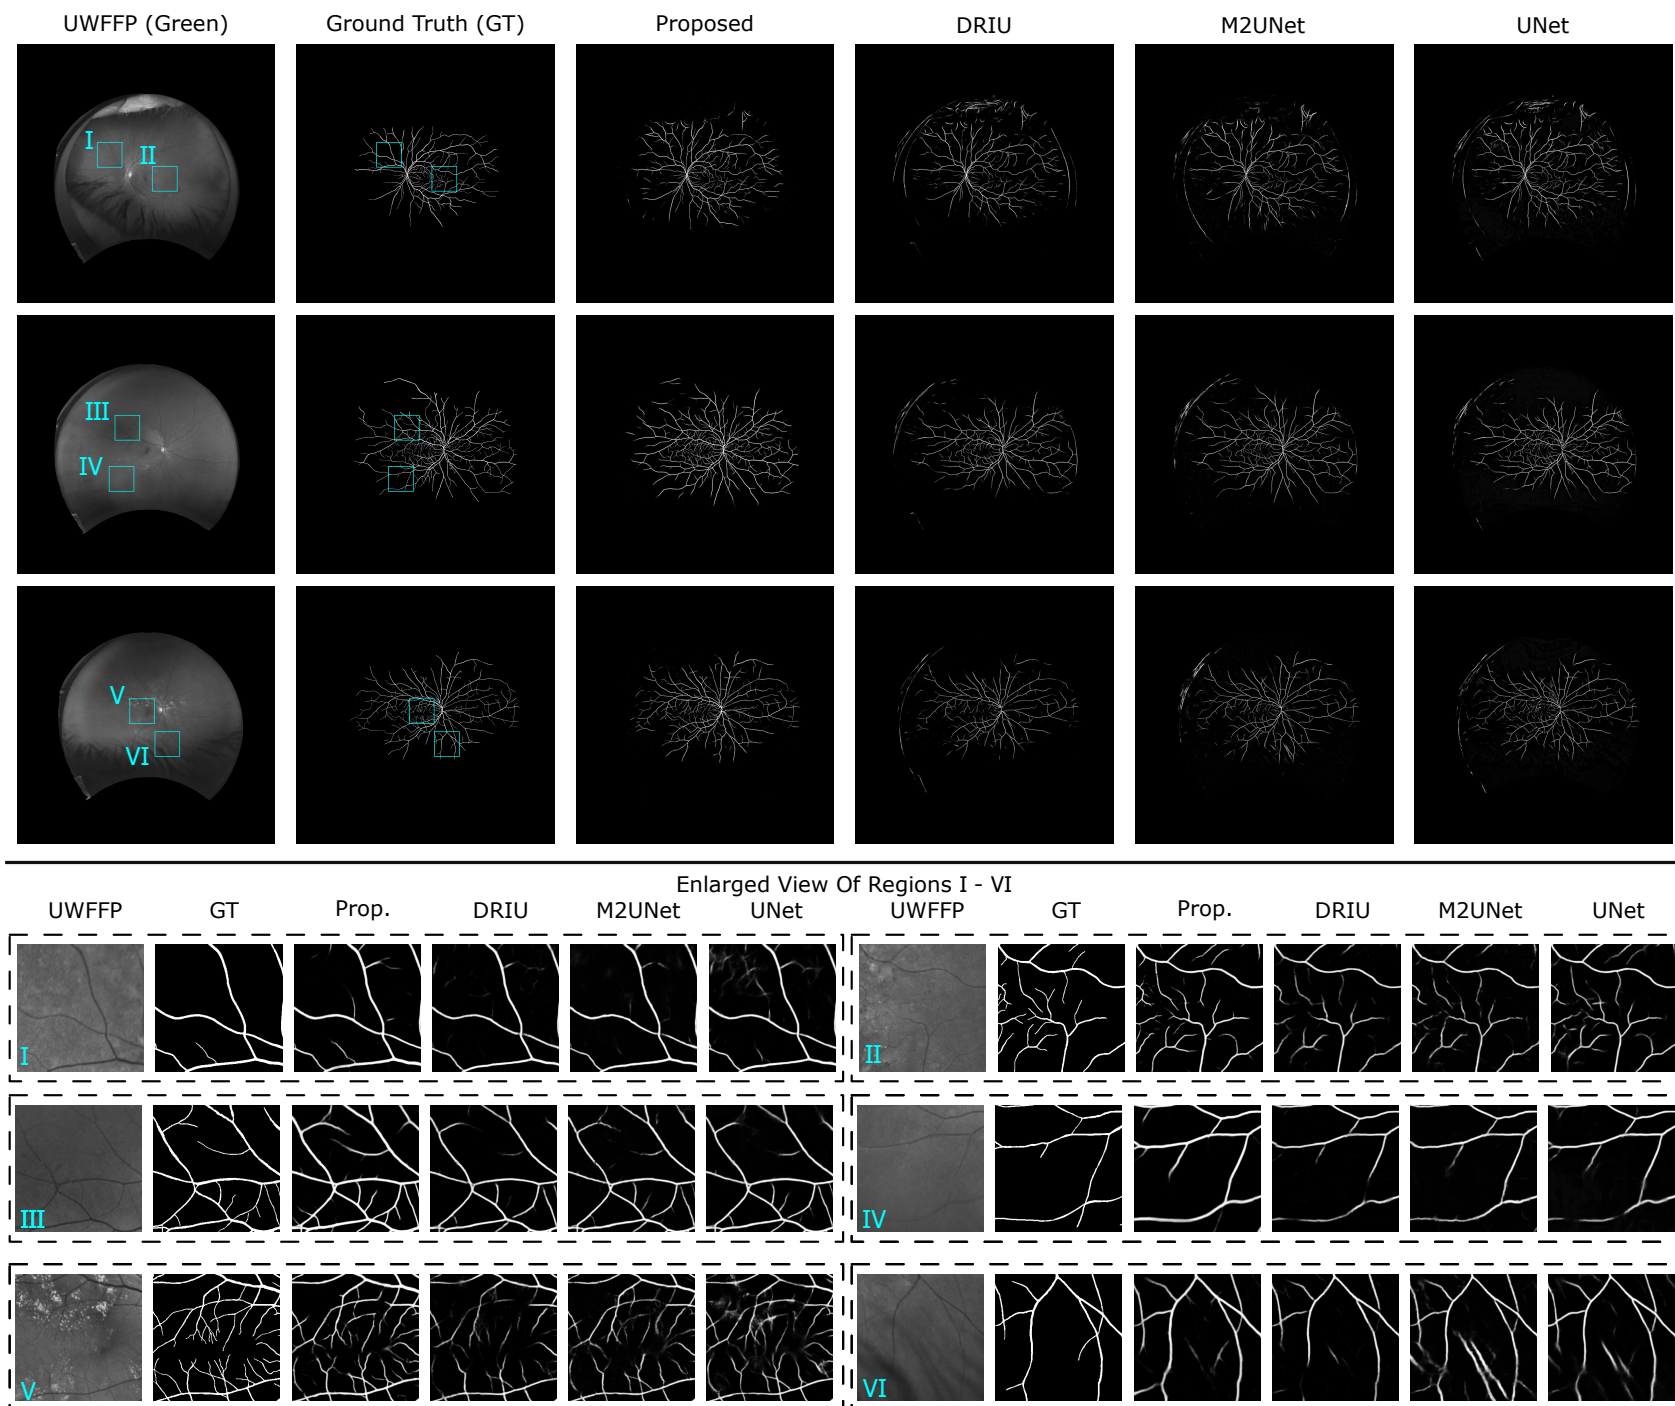 UWFFP (Green) Ground Truth (GT) Proposed DRIU M2UNet UNet
I II
III
IV
V
VI
Enlarged View Of Regions I - VI
UWFFP GT Prop. DRIU M2UNet UNet UWFFP GT Prop. DRIU M2UNet UNet
I II
III IV
V VI